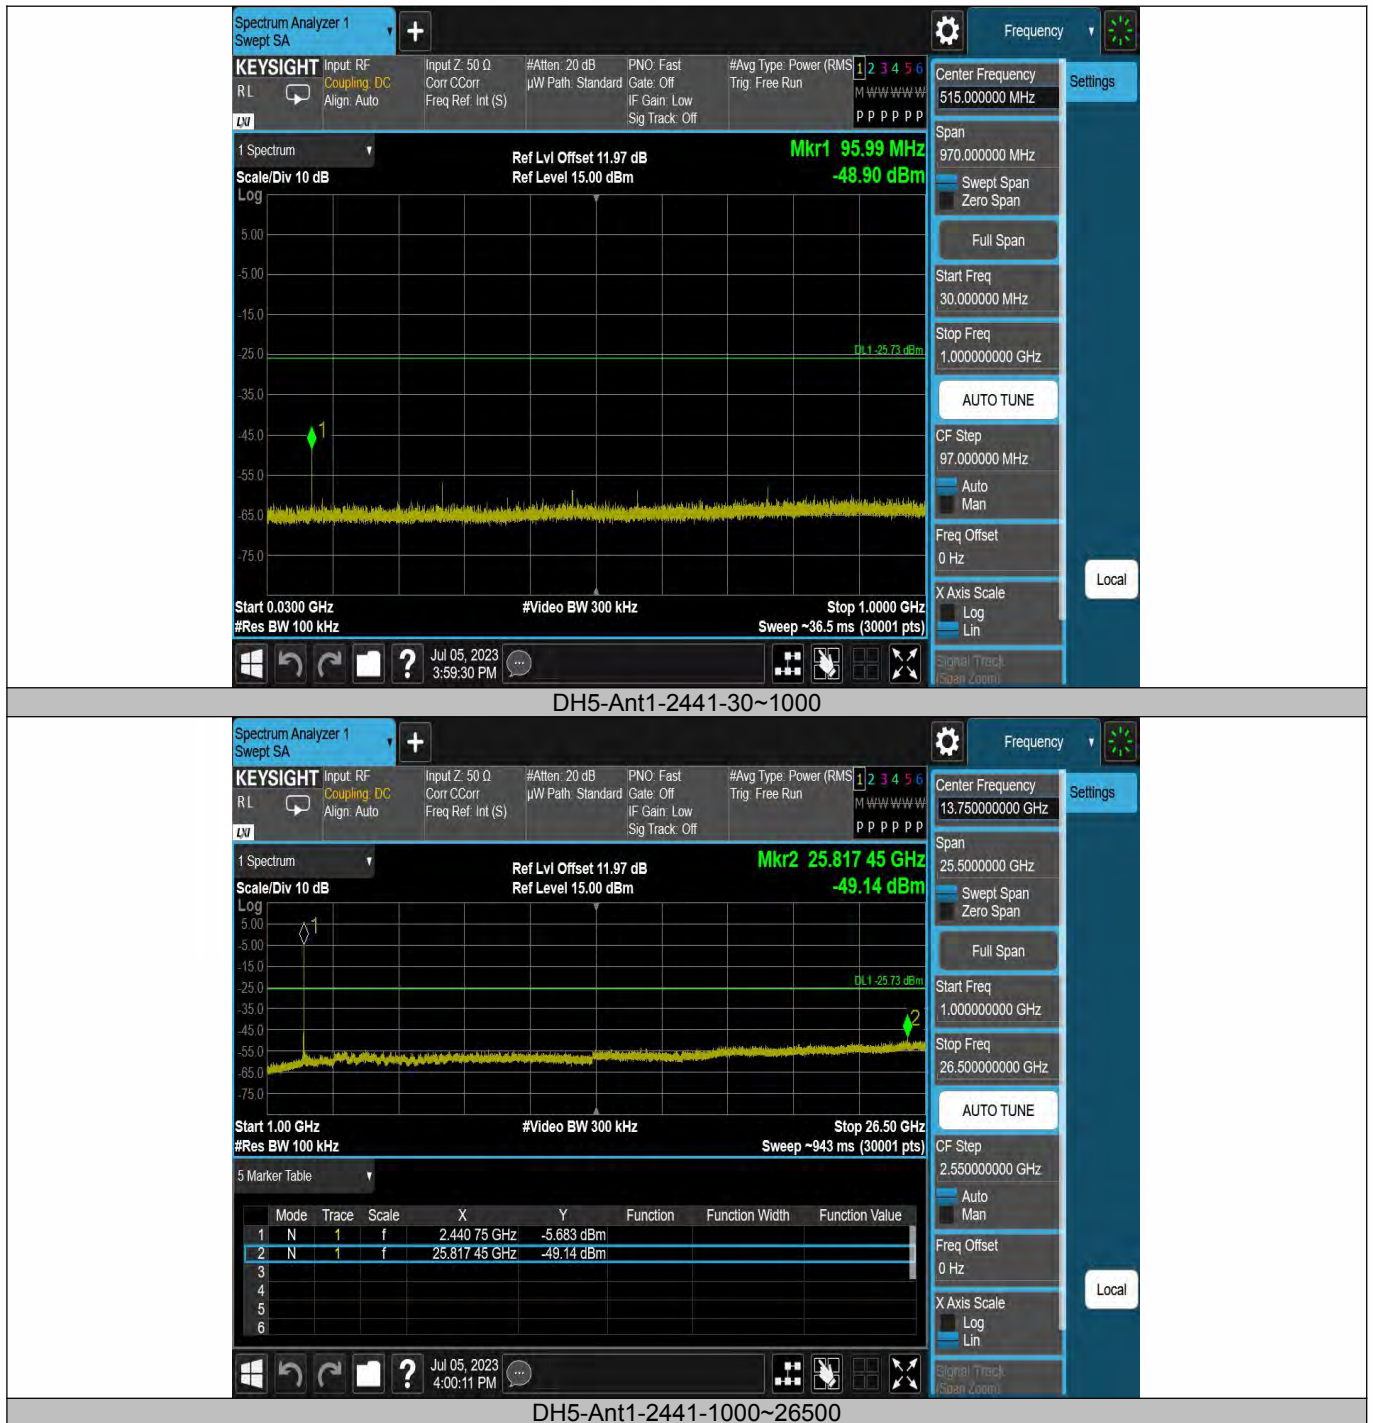 Spectrum Analyzer 1
Swept SA
+
Frequency
KEYSIGHT
RL
LXI
Input: RF
Coupling: DC
Align: Auto
Input Z: 50 Ω
Corr CCorr
Freq Ref: Int (S)
#Atten: 20 dB
µW Path: Standard
PNO: Fast
Gate: Off
IF Gain: Low
Sig Track: Off
#Avg Type: Power (RMS
Trig: Free Run
1 2 3 4 5 6
M W W W W W
P P P P P P
1 Spectrum
Scale/Div 10 dB
Ref Lvl Offset 11.97 dB
Ref Level 15.00 dBm
Mkr1 95.99 MHz
-48.90 dBm
Log
5.00
-5.00
-15.0
-25.0
DL1 -25.73 dBm
-35.0
-45.0
1
-55.0
-65.0
-75.0
Start 0.0300 GHz
#Video BW 300 kHz
Stop 1.0000 GHz
#Res BW 100 kHz
Sweep ~36.5 ms (30001 pts)
?
Jul 05, 2023
3:59:30 PM
Center Frequency
515.000000 MHz
Settings
Span
970.000000 MHz
Swept Span
Zero Span
Full Span
Start Freq
30.000000 MHz
Stop Freq
1.000000000 GHz
AUTO TUNE
CF Step
97.000000 MHz
Auto
Man
Freq Offset
0 Hz
Local
X Axis Scale
Log
Lin
Signal Track
(Span Zoom)
DH5-Ant1-2441-30~1000
Spectrum Analyzer 1
Swept SA
+
Frequency
KEYSIGHT
RL
LXI
Input: RF
Coupling: DC
Align: Auto
Input Z: 50 Ω
Corr CCorr
Freq Ref: Int (S)
#Atten: 20 dB
µW Path: Standard
PNO: Fast
Gate: Off
IF Gain: Low
Sig Track: Off
#Avg Type: Power (RMS
Trig: Free Run
1 2 3 4 5 6
M W W W W W
P P P P P P
1 Spectrum
Scale/Div 10 dB
Ref Lvl Offset 11.97 dB
Ref Level 15.00 dBm
Mkr2 25.817 45 GHz
-49.14 dBm
Log
5.00
1
-5.00
-15.0
-25.0
DL1 -25.73 dBm
-35.0
-45.0
2
-55.0
-65.0
-75.0
Start 1.00 GHz
#Video BW 300 kHz
Stop 26.50 GHz
#Res BW 100 kHz
Sweep ~943 ms (30001 pts)
5 Marker Table
Mode Trace Scale X Y Function Function Width Function Value
1 N 1 f 2.440 75 GHz -5.683 dBm
2 N 1 f 25.817 45 GHz -49.14 dBm
3
4
5
6
?
Jul 05, 2023
4:00:11 PM
Center Frequency
13.750000000 GHz
Settings
Span
25.5000000 GHz
Swept Span
Zero Span
Full Span
Start Freq
1.000000000 GHz
Stop Freq
26.500000000 GHz
AUTO TUNE
CF Step
2.550000000 GHz
Auto
Man
Freq Offset
0 Hz
Local
X Axis Scale
Log
Lin
Signal Track
(Span Zoom)
DH5-Ant1-2441-1000~26500